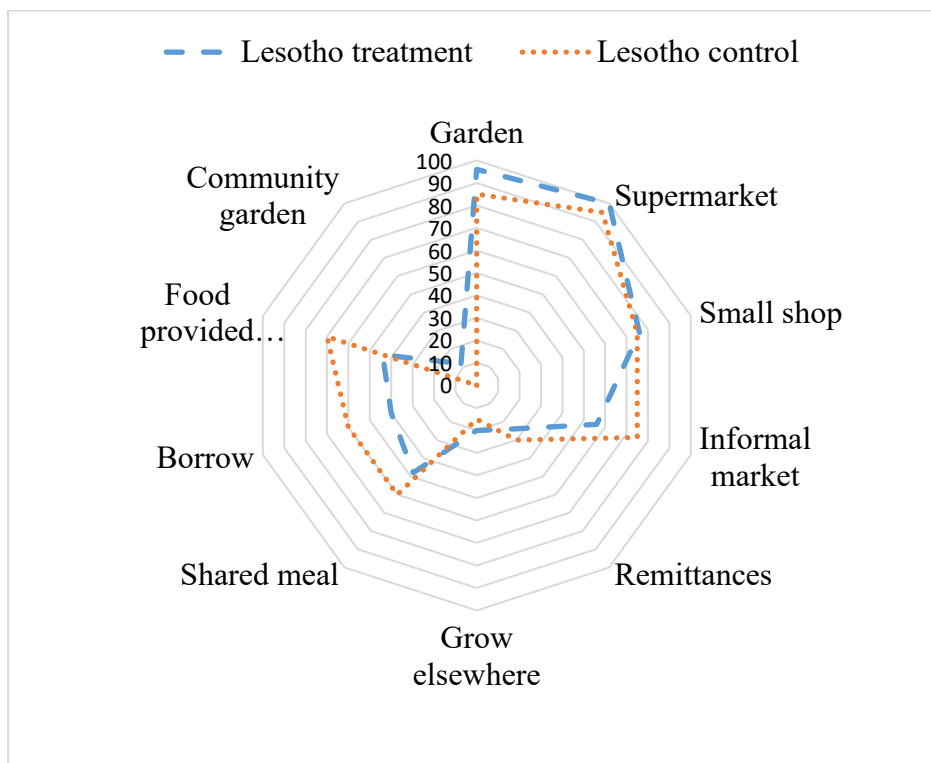 Lesotho treatment
Lesotho control
Garden
100
90
80
70
60
50
40
30
20
10
0
Supermarket
Small shop
Informal
market
Remittances
Grow
elsewhere
Shared meal
Borrow
Food
provided…
Community
garden